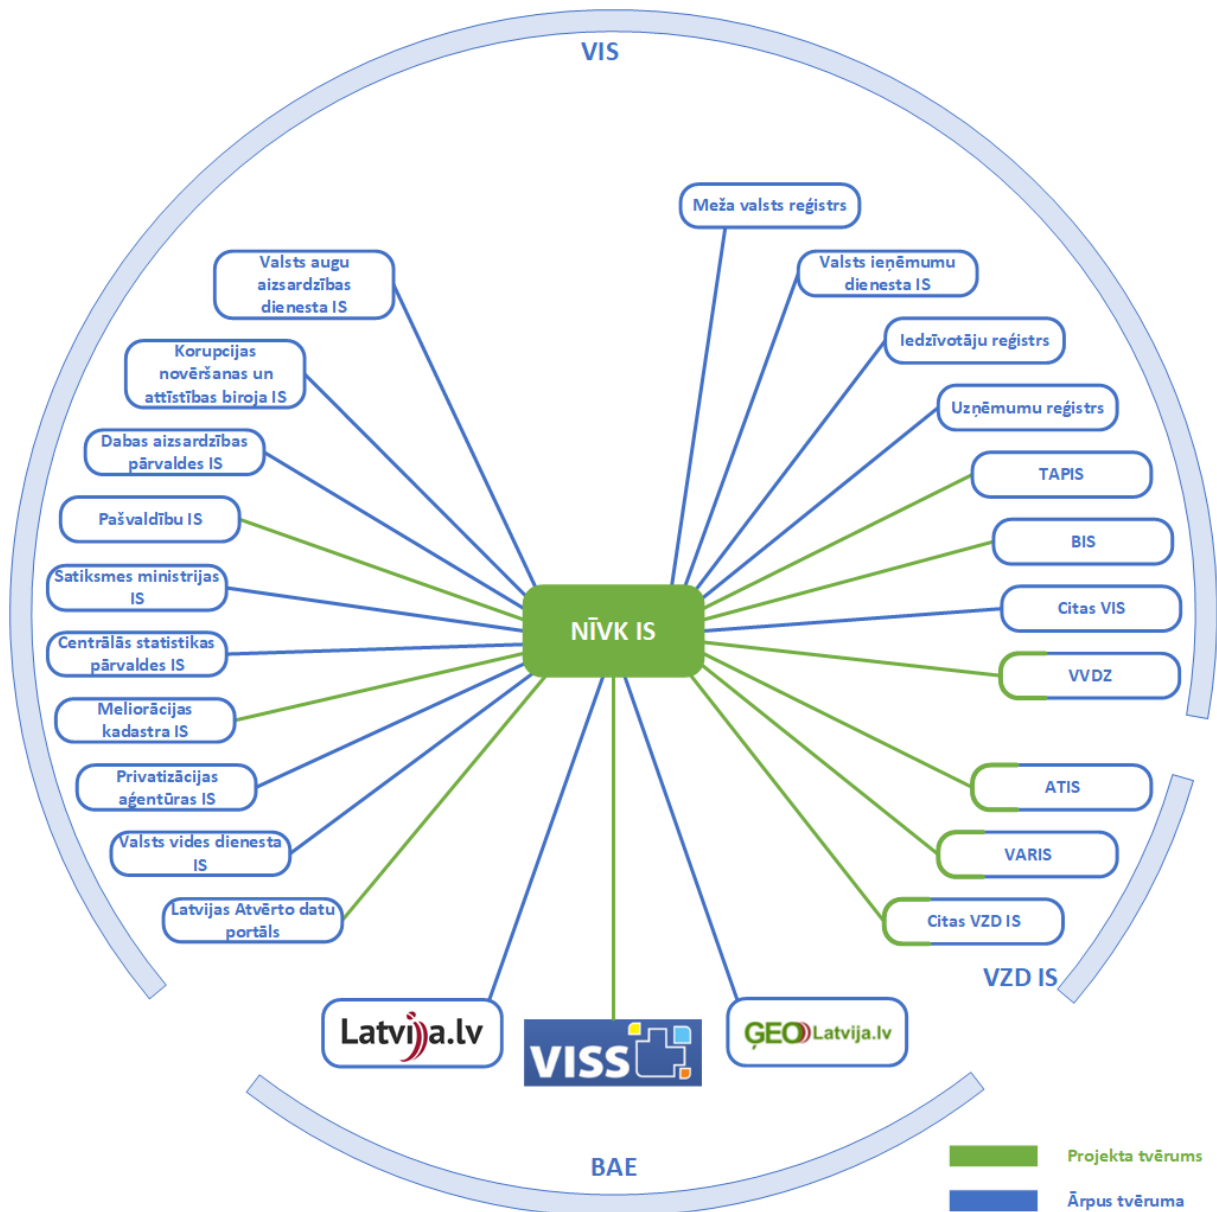 VIS
Meža valsts reģistrs
Valsts augu
aizsardzības
dienesta IS
Valsts ieņēmumu
dienesta IS
Korupcijas
novēršanas un
attīstības biroja IS
Iedzīvotāju reģistrs
Uzņēmumu reģistrs
Dabas aizsardzības
pārvaldes IS
TAPIS
Pašvaldību IS
BIS
Satiksmes ministrijas
IS
Citas VIS
NĪVK IS
Centrālās statistikas
pārvaldes IS
VVDZ
Meliorācijas
kadastra IS
Privatizācijas
aģentūras IS
ATIS
Valsts vides dienesta
IS
VARIS
Latvijas Atvērto datu
portāls
Citas VZD IS
VZD IS
Latvija.lv
VISS
ĢEO Latvija.lv
BAE
Projekta tvērums
Ārpus tvēruma